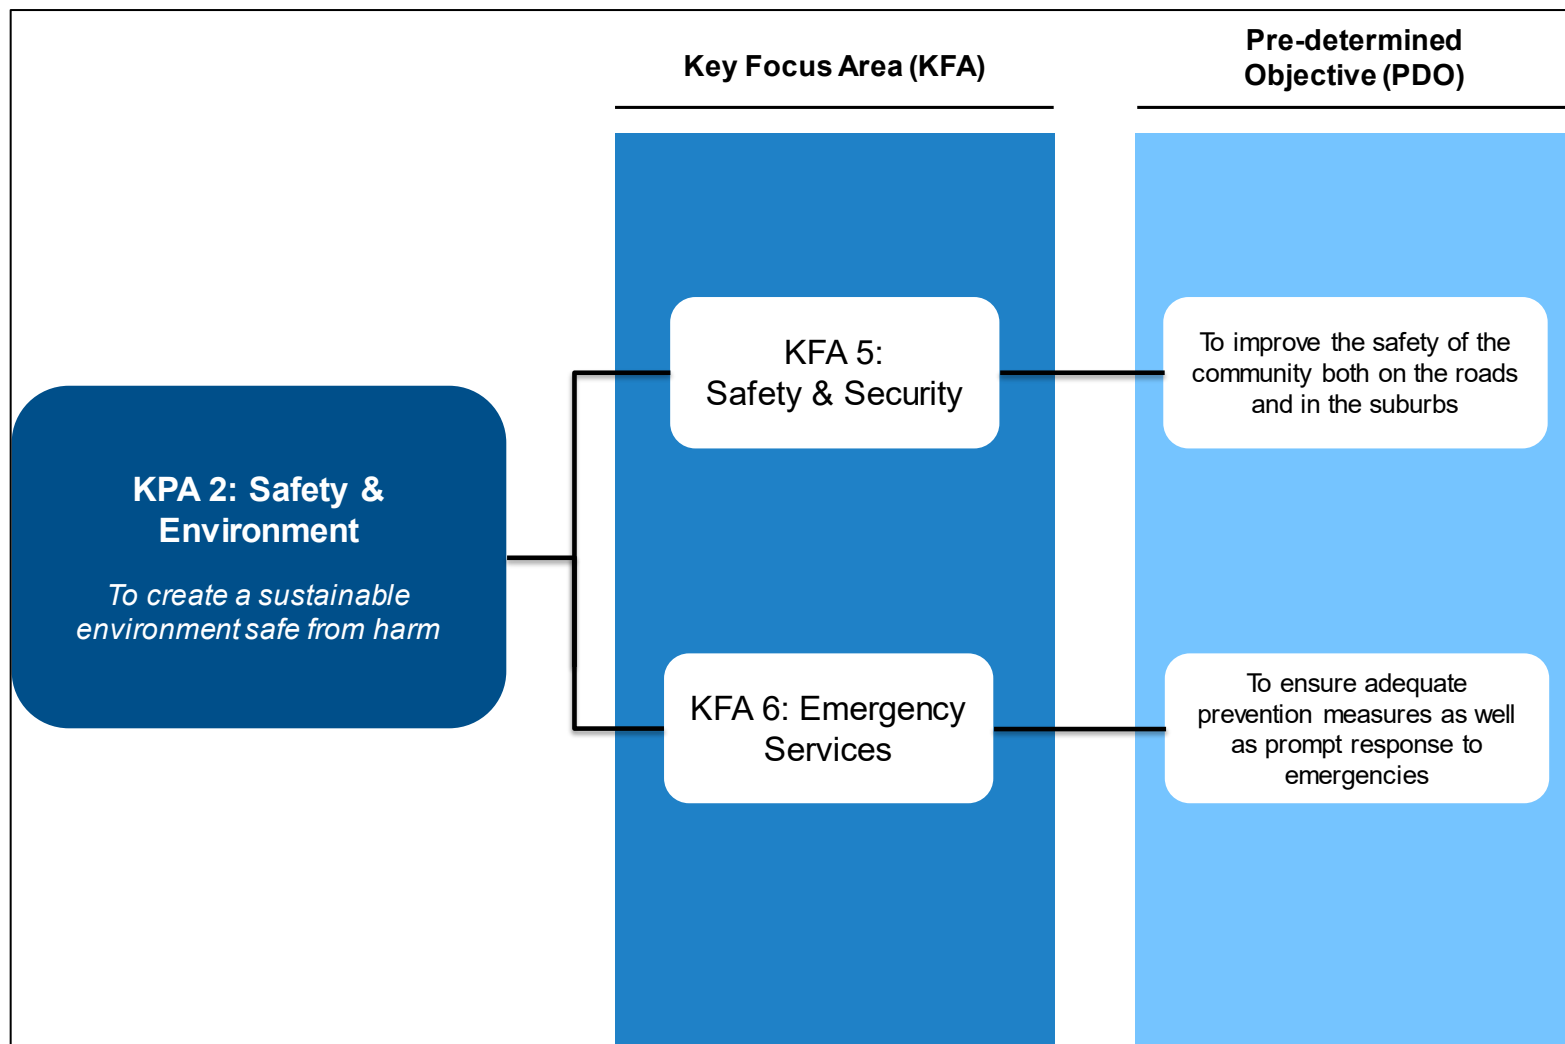 Key Focus Area (KFA)
Pre-determined
Objective (PDO)
KPA 2: Safety &
Environment
To create a sustainable
environment safe from harm
KFA 5:
Safety & Security
To improve the safety of the
community both on the roads
and in the suburbs
KFA 6: Emergency
Services
To ensure adequate
prevention measures as well
as prompt response to
emergencies